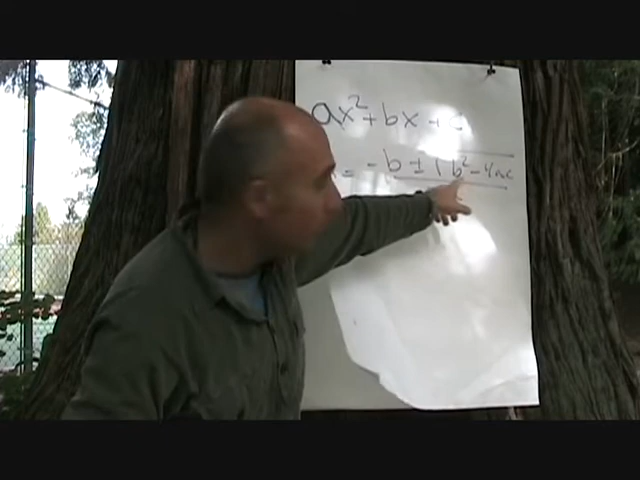 ax² + bx + c
= -b ± √b² - 4ac